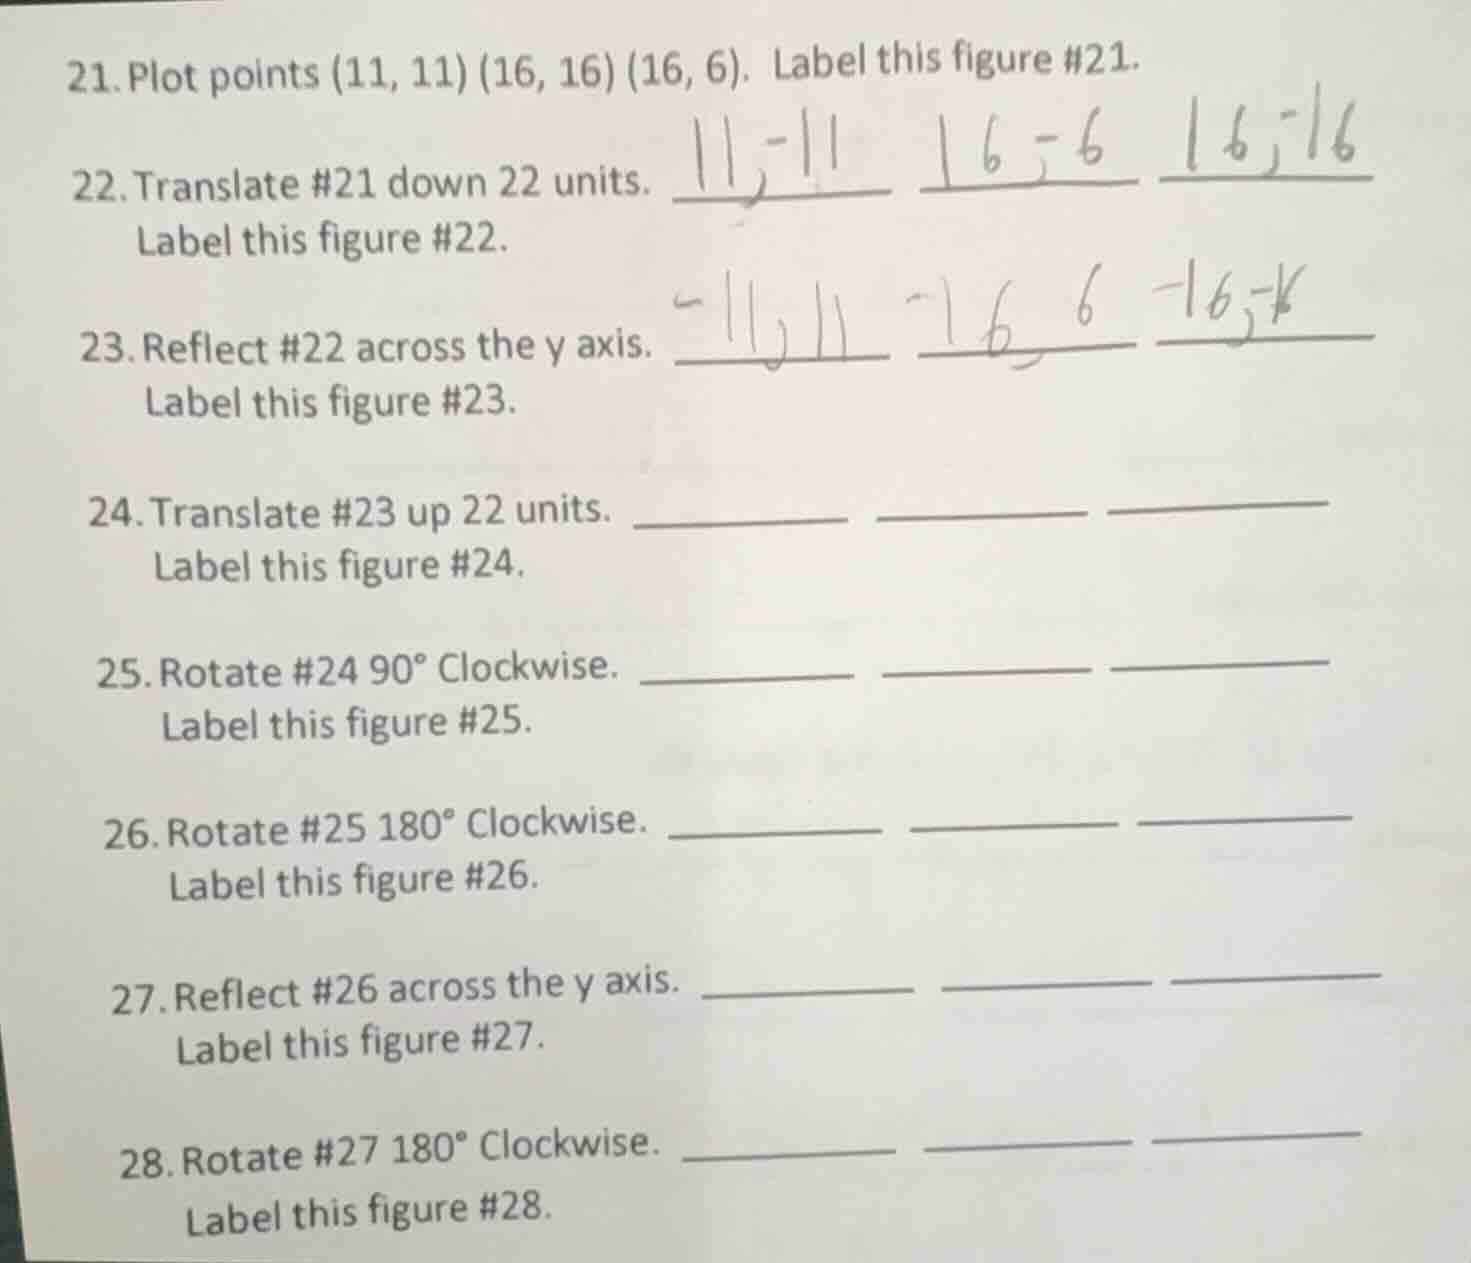 21. Plot points (11, 11) (16, 16) (16, 6). Label this figure #21.
22. Translate #21 down 22 units. 11,-11 16,-6 16,-16
Label this figure #22.
23. Reflect #22 across the y axis. -11,11 -16,6 -16,
Label this figure #23.
24. Translate #23 up 22 units.
Label this figure #24.
25. Rotate #24 90° Clockwise.
Label this figure #25.
26. Rotate #25 180° Clockwise.
Label this figure #26.
27. Reflect #26 across the y axis.
Label this figure #27.
28. Rotate #27 180° Clockwise.
Label this figure #28.